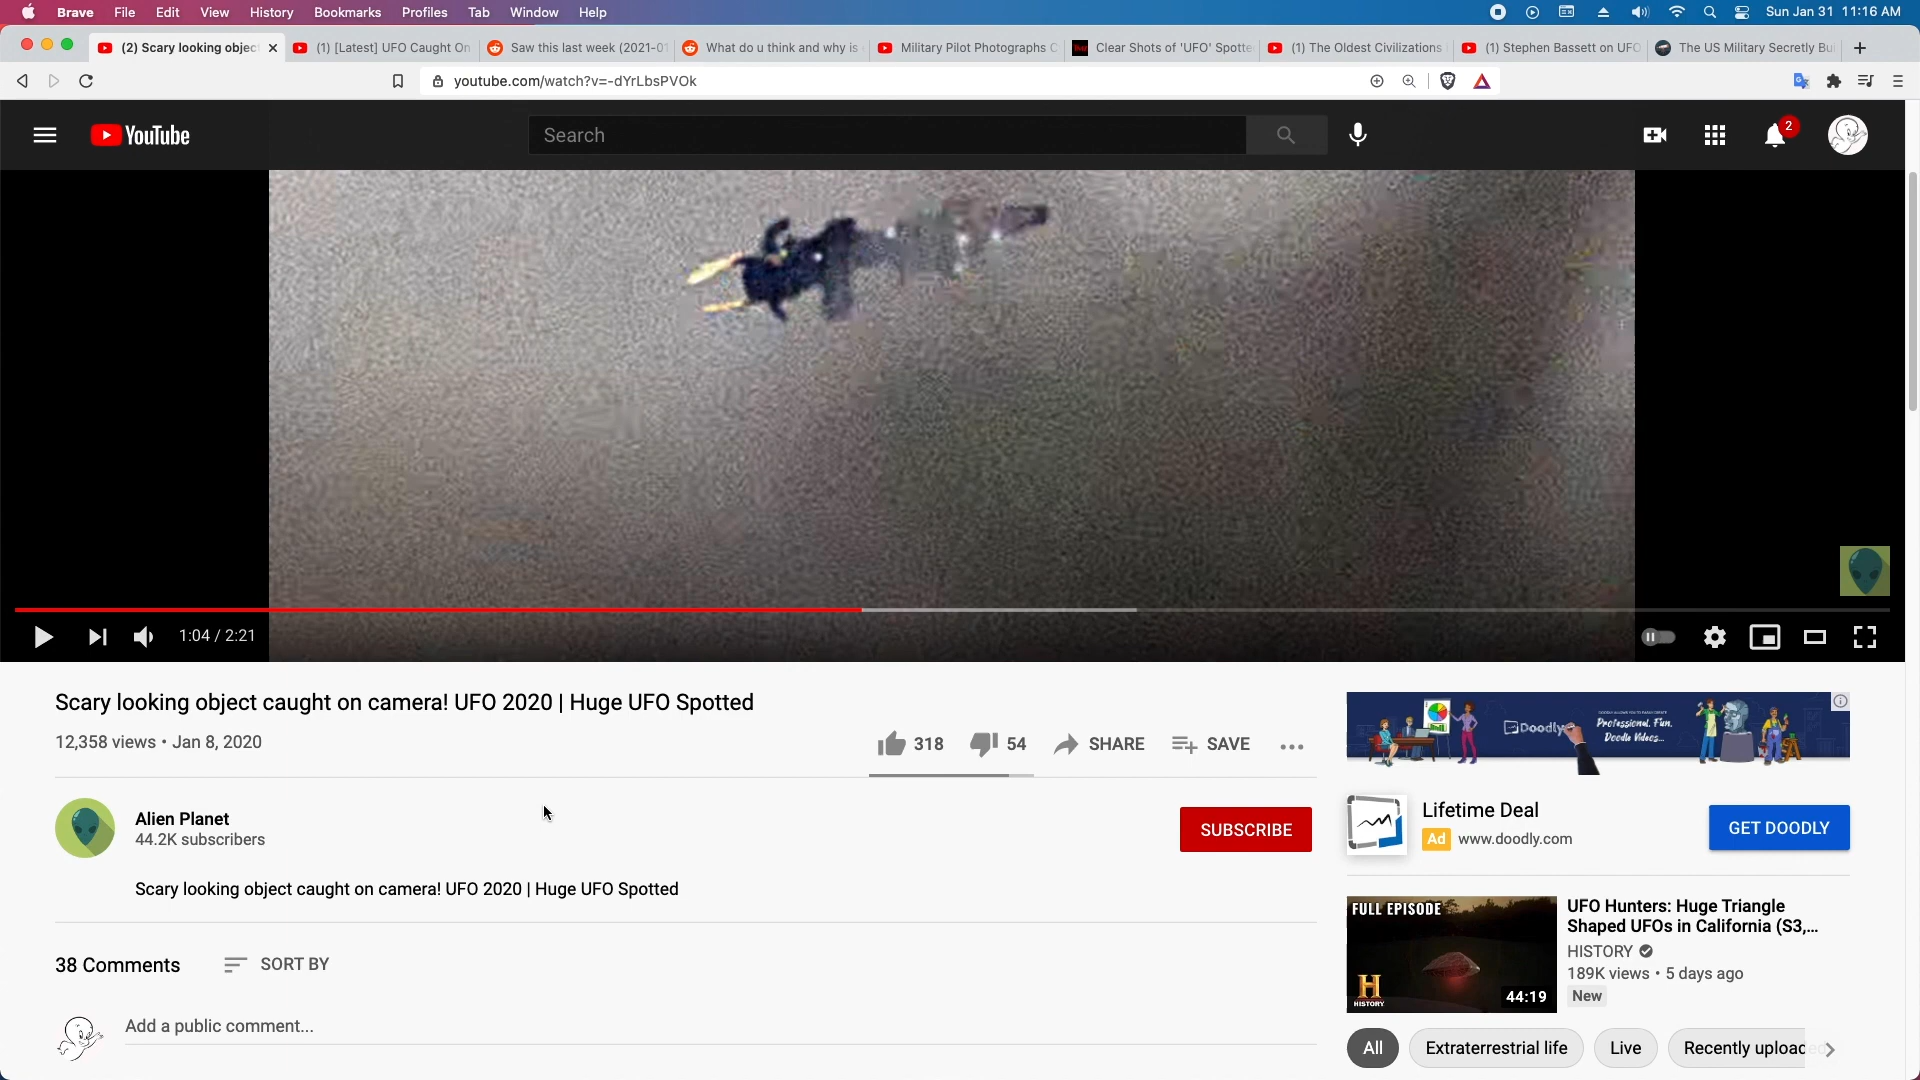 Brave File Edit View History Bookmarks Profiles Tab Window Help Sun Jan 31 11:16 AM
(2) Scary looking objec
(1) [Latest] UFO Caught On
Saw this last week (2021-01
What do u think and why is
Military Pilot Photographs
Clear Shots of 'UFO' Spotte
(1) The Oldest Civilizations
(1) Stephen Bassett on UFO
The US Military Secretly Bu
youtube.com/watch?v=-dYrLbsPVOk
YouTube
Search
2
1:04 / 2:21
Scary looking object caught on camera! UFO 2020 | Huge UFO Spotted
12,358 views • Jan 8, 2020
318 54 SHARE SAVE
Alien Planet
44.2K subscribers
SUBSCRIBE
Scary looking object caught on camera! UFO 2020 | Huge UFO Spotted
38 Comments SORT BY
Add a public comment...
Doodly
Professional. Fun.
Doodle Videos...
Lifetime Deal
Ad www.doodly.com
GET DOODLY
FULL EPISODE
H
HISTORY
44:19
UFO Hunters: Huge Triangle
Shaped UFOs in California (S3,...
HISTORY
189K views • 5 days ago
New
All Extraterrestrial life Live Recently uploade